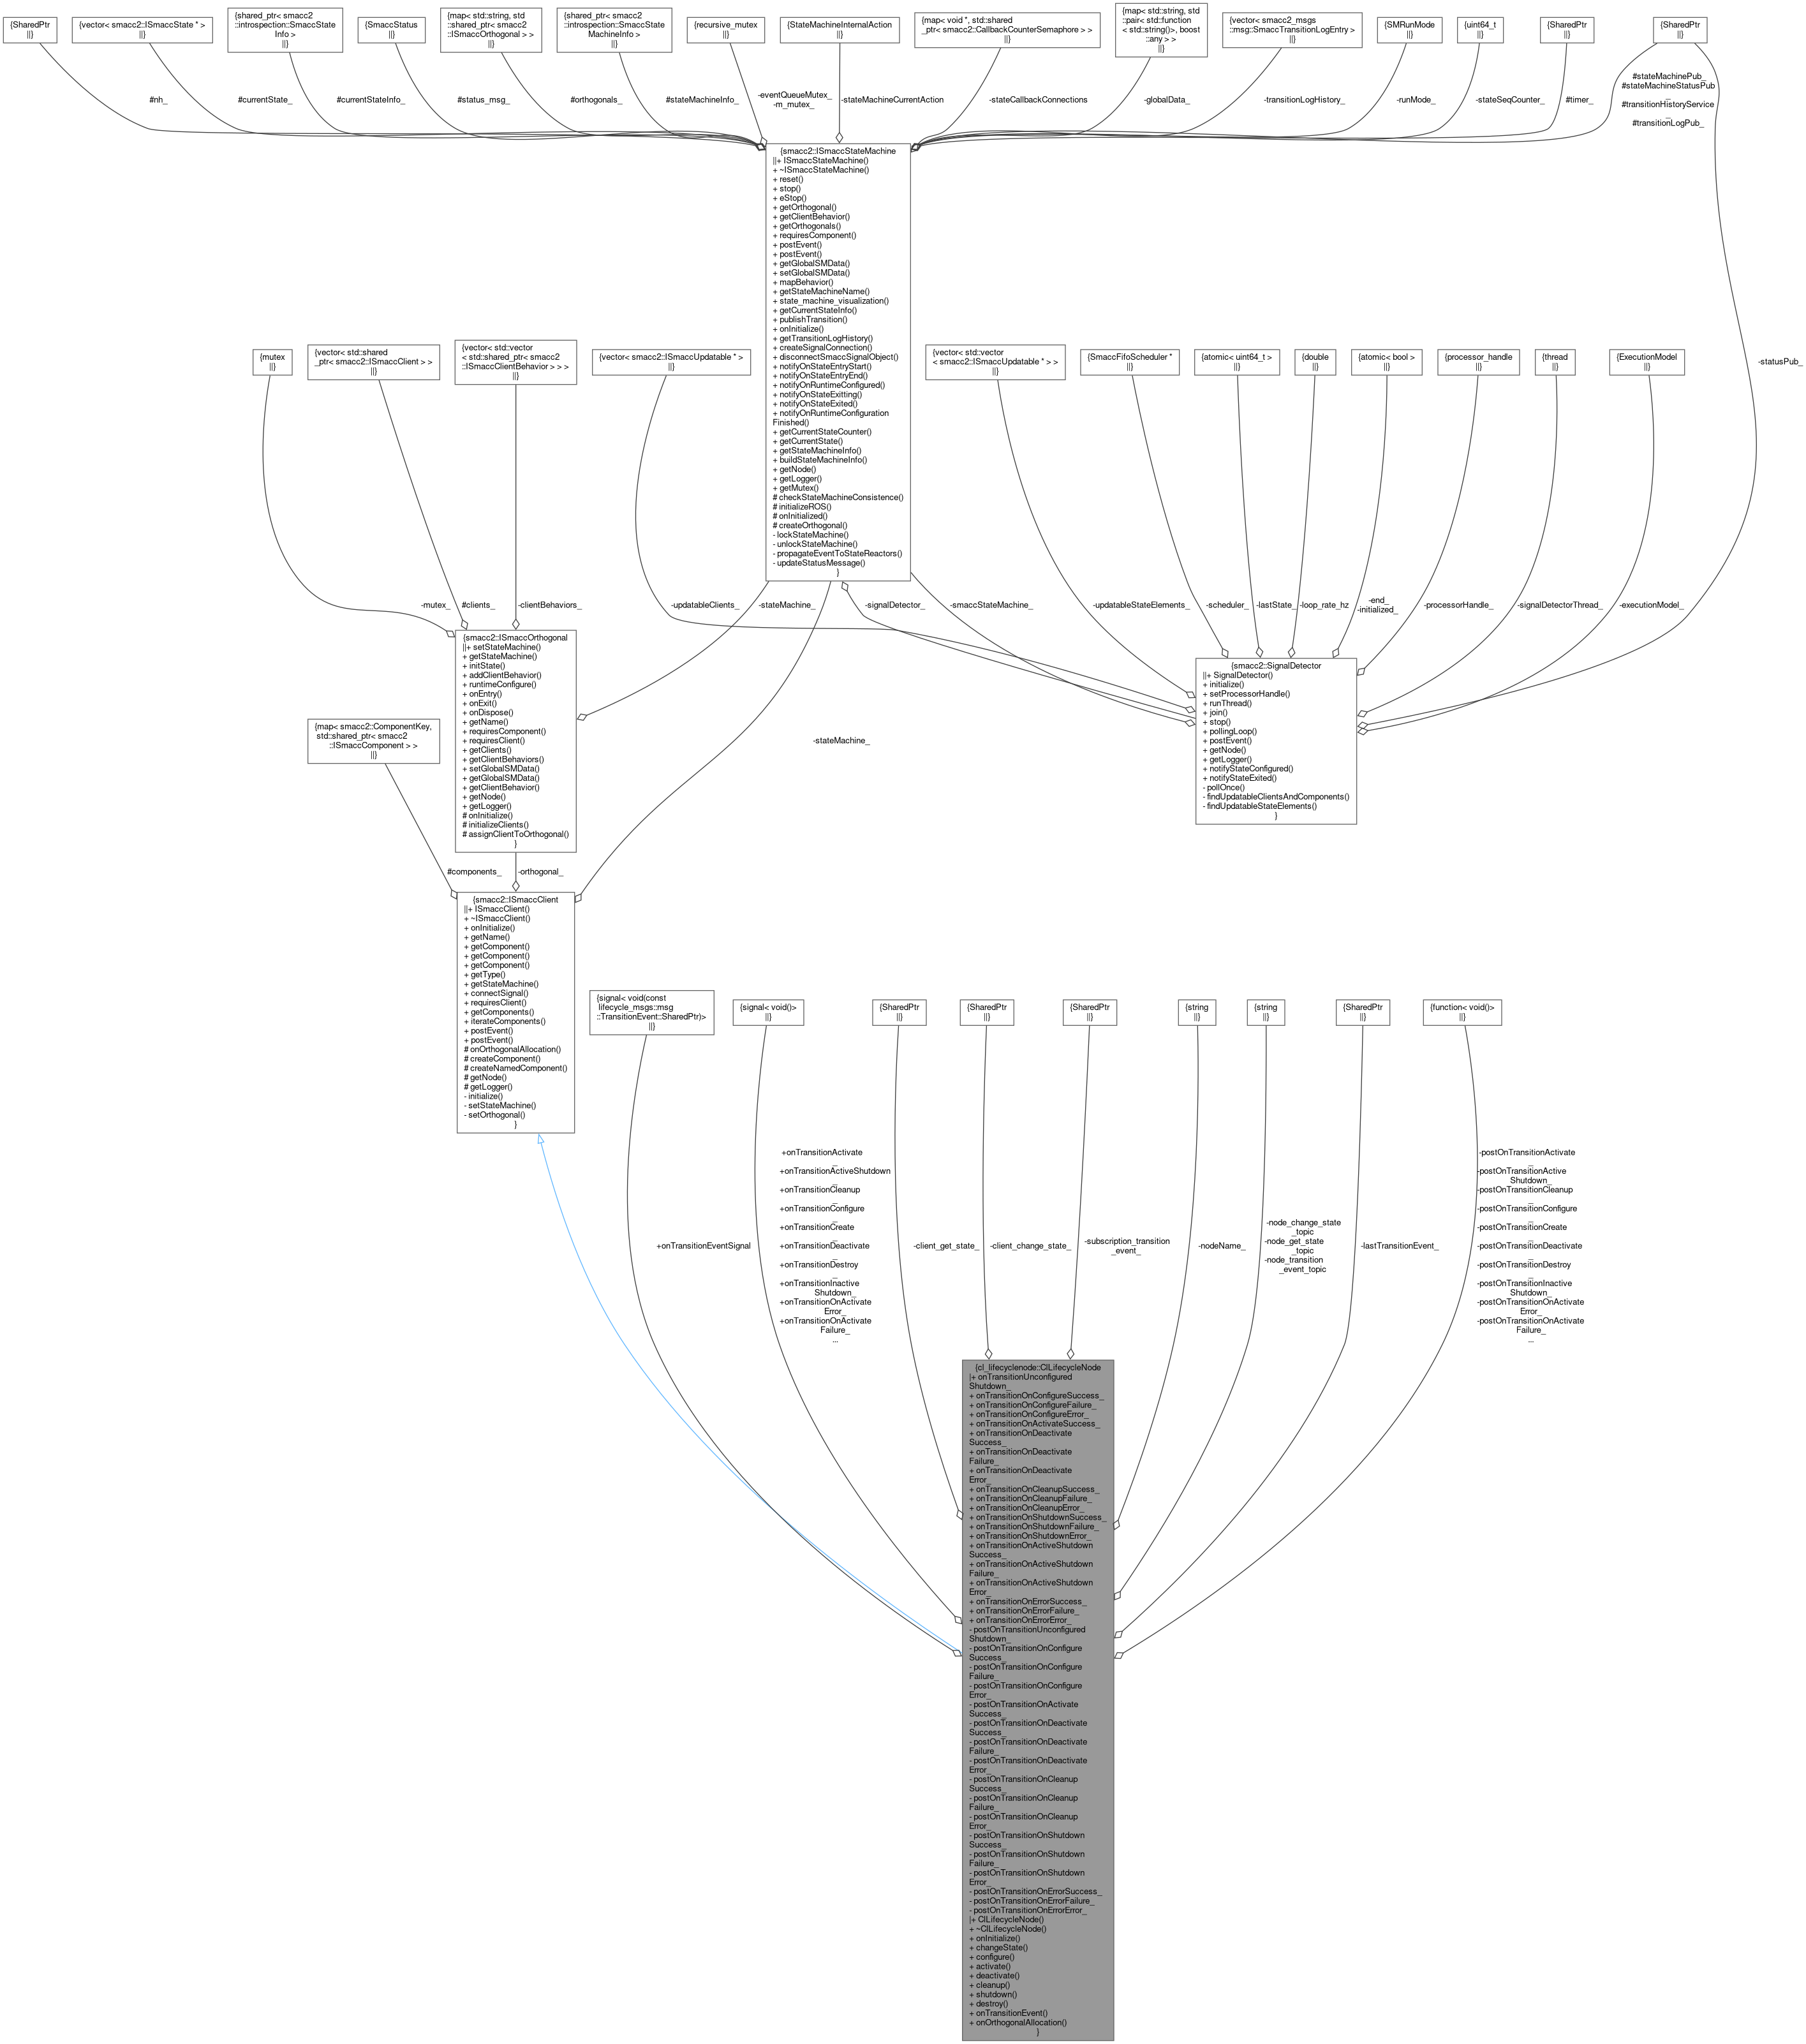 {SharedPtr
||}
{vector< smacc2::ISmaccState * >
||}
{shared_ptr< smacc2
::introspection::SmaccState
Info >
||}
{SmaccStatus
||}
{map< std::string, std
::shared_ptr< smacc2
::ISmaccOrthogonal > >
||}
{shared_ptr< smacc2
::introspection::SmaccState
MachineInfo >
||}
{recursive_mutex
||}
{StateMachineInternalAction
||}
{map< void *, std::shared
_ptr< smacc2::CallbackCounterSemaphore > >
||}
{map< std::string, std
::pair< std::function
< std::string()>, boost
::any > >
||}
{vector< smacc2_msgs
::msg::SmaccTransitionLogEntry >
||}
{SMRunMode
||}
{uint64_t
||}
{SharedPtr
||}
{SharedPtr
||}
#nh_
#currentState_
#currentStateInfo_
#status_msg_
#orthogonals_
#stateMachineInfo_
-eventQueueMutex_
-m_mutex_
-stateMachineCurrentAction
-stateCallbackConnections
-globalData_
-transitionLogHistory_
-runMode_
-stateSeqCounter_
#timer_
#stateMachinePub_
#stateMachineStatusPub
_
#transitionHistoryService
_
#transitionLogPub_
{smacc2::ISmaccStateMachine
||+ ISmaccStateMachine()
+ ~ISmaccStateMachine()
+ reset()
+ stop()
+ eStop()
+ getOrthogonal()
+ getClientBehavior()
+ getOrthogonals()
+ requiresComponent()
+ postEvent()
+ postEvent()
+ getGlobalSMData()
+ setGlobalSMData()
+ mapBehavior()
+ getStateMachineName()
+ state_machine_visualization()
+ getCurrentStateInfo()
+ publishTransition()
+ onInitialize()
+ getTransitionLogHistory()
+ createSignalConnection()
+ disconnectSmaccSignalObject()
+ notifyOnStateEntryStart()
+ notifyOnStateEntryEnd()
+ notifyOnRuntimeConfigured()
+ notifyOnStateExitting()
+ notifyOnStateExited()
+ notifyOnRuntimeConfiguration
Finished()
+ getCurrentStateCounter()
+ getCurrentState()
+ getStateMachineInfo()
+ buildStateMachineInfo()
+ getNode()
+ getLogger()
+ getMutex()
# checkStateMachineConsistence()
# initializeROS()
# onInitialized()
# createOrthogonal()
- lockStateMachine()
- unlockStateMachine()
- propagateEventToStateReactors()
- updateStatusMessage()
}
{mutex
||}
{vector< std::shared
_ptr< smacc2::ISmaccClient > >
||}
{vector< std::vector
< std::shared_ptr< smacc2
::ISmaccClientBehavior > > >
||}
{vector< smacc2::ISmaccUpdatable * >
||}
{vector< std::vector
< smacc2::ISmaccUpdatable * > >
||}
{SmaccFifoScheduler *
||}
{atomic< uint64_t >
||}
{double
||}
{atomic< bool >
||}
{processor_handle
||}
{thread
||}
{ExecutionModel
||}
-statusPub_
-mutex_
#clients_
-clientBehaviors_
-updatableClients_
-stateMachine_
-signalDetector_
-smaccStateMachine_
-updatableStateElements_
-scheduler_
-lastState_
-loop_rate_hz
-end_
-initialized_
-processorHandle_
-signalDetectorThread_
-executionModel_
{smacc2::ISmaccOrthogonal
||+ setStateMachine()
+ getStateMachine()
+ initState()
+ addClientBehavior()
+ runtimeConfigure()
+ onEntry()
+ onExit()
+ onDispose()
+ getName()
+ requiresComponent()
+ requiresClient()
+ getClients()
+ getClientBehaviors()
+ setGlobalSMData()
+ getGlobalSMData()
+ getClientBehavior()
+ getNode()
+ getLogger()
# onInitialize()
# initializeClients()
# assignClientToOrthogonal()
}
{smacc2::SignalDetector
||+ SignalDetector()
+ initialize()
+ setProcessorHandle()
+ runThread()
+ join()
+ stop()
+ pollingLoop()
+ postEvent()
+ getNode()
+ getLogger()
+ notifyStateConfigured()
+ notifyStateExited()
- pollOnce()
- findUpdatableClientsAndComponents()
- findUpdatableStateElements()
}
{map< smacc2::ComponentKey,
std::shared_ptr< smacc2
::ISmaccComponent > >
||}
-stateMachine_
#components_
-orthogonal_
{smacc2::ISmaccClient
||+ ISmaccClient()
+ ~ISmaccClient()
+ onInitialize()
+ getName()
+ getComponent()
+ getComponent()
+ getComponent()
+ getType()
+ getStateMachine()
+ connectSignal()
+ requiresClient()
+ getComponents()
+ iterateComponents()
+ postEvent()
+ postEvent()
# onOrthogonalAllocation()
# createComponent()
# createNamedComponent()
# getNode()
# getLogger()
- initialize()
- setStateMachine()
- setOrthogonal()
}
{signal< void(const
lifecycle_msgs::msg
::TransitionEvent::SharedPtr)>
||}
{signal< void()>
||}
{SharedPtr
||}
{SharedPtr
||}
{SharedPtr
||}
{string
||}
{string
||}
{SharedPtr
||}
{function< void()>
||}
+onTransitionEventSignal
+onTransitionActivate
_
+onTransitionActiveShutdown
_
+onTransitionCleanup
_
+onTransitionConfigure
_
+onTransitionCreate
_
+onTransitionDeactivate
_
+onTransitionDestroy
_
+onTransitionInactive
Shutdown_
+onTransitionOnActivate
Error_
+onTransitionOnActivate
Failure_
...
-client_get_state_
-client_change_state_
-subscription_transition
_event_
-nodeName_
-node_change_state
_topic
-node_get_state
_topic
-node_transition
_event_topic
-lastTransitionEvent_
-postOnTransitionActivate
_
-postOnTransitionActive
Shutdown_
-postOnTransitionCleanup
_
-postOnTransitionConfigure
_
-postOnTransitionCreate
_
-postOnTransitionDeactivate
_
-postOnTransitionDestroy
_
-postOnTransitionInactive
Shutdown_
-postOnTransitionOnActivate
Error_
-postOnTransitionOnActivate
Failure_
...
{cl_lifecyclenode::ClLifecycleNode
|+ onTransitionUnconfigured
Shutdown_
+ onTransitionOnConfigureSuccess_
+ onTransitionOnConfigureFailure_
+ onTransitionOnConfigureError_
+ onTransitionOnActivateSuccess_
+ onTransitionOnDeactivate
Success_
+ onTransitionOnDeactivate
Failure_
+ onTransitionOnDeactivate
Error_
+ onTransitionOnCleanupSuccess_
+ onTransitionOnCleanupFailure_
+ onTransitionOnCleanupError_
+ onTransitionOnShutdownSuccess_
+ onTransitionOnShutdownFailure_
+ onTransitionOnShutdownError_
+ onTransitionOnActiveShutdown
Success_
+ onTransitionOnActiveShutdown
Failure_
+ onTransitionOnActiveShutdown
Error_
+ onTransitionOnErrorSuccess_
+ onTransitionOnErrorFailure_
+ onTransitionOnErrorError_
- postOnTransitionUnconfigured
Shutdown_
- postOnTransitionOnConfigure
Success_
- postOnTransitionOnConfigure
Failure_
- postOnTransitionOnConfigure
Error_
- postOnTransitionOnActivate
Success_
- postOnTransitionOnDeactivate
Success_
- postOnTransitionOnDeactivate
Failure_
- postOnTransitionOnDeactivate
Error_
- postOnTransitionOnCleanup
Success_
- postOnTransitionOnCleanup
Failure_
- postOnTransitionOnCleanup
Error_
- postOnTransitionOnShutdown
Success_
- postOnTransitionOnShutdown
Failure_
- postOnTransitionOnShutdown
Error_
- postOnTransitionOnErrorSuccess_
- postOnTransitionOnErrorFailure_
- postOnTransitionOnErrorError_
|+ ClLifecycleNode()
+ ~ClLifecycleNode()
+ onInitialize()
+ changeState()
+ configure()
+ activate()
+ deactivate()
+ cleanup()
+ shutdown()
+ destroy()
+ onTransitionEvent()
+ onOrthogonalAllocation()
}